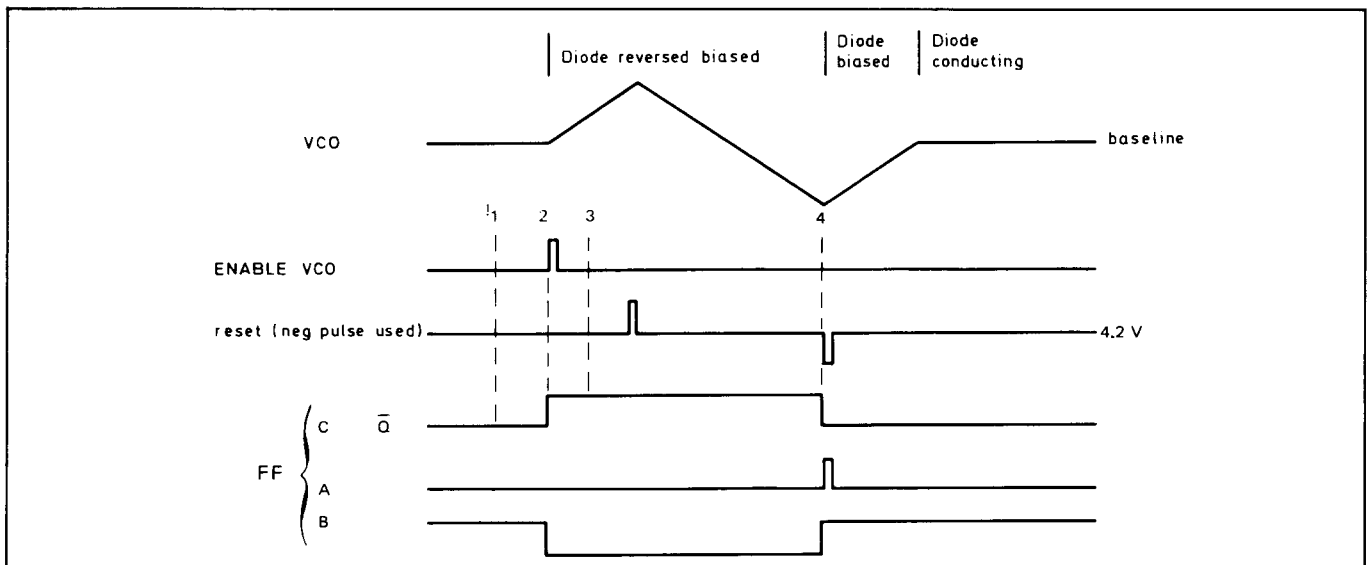 Diode reversed biased
Diode
biased
Diode
conducting
VCO
baseline
1 2 3 4
ENABLE VCO
reset (neg pulse used)
4.2 V
FF
C Q̅
A
B